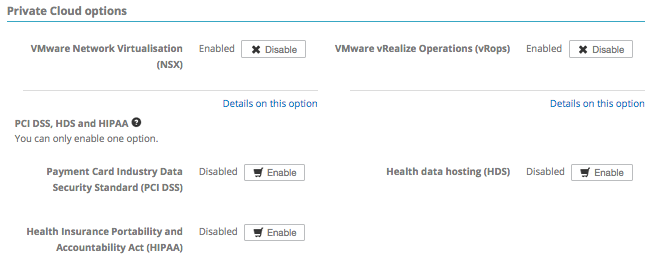 Private Cloud options
VMware Network Virtualisation Enabled Disable VMware vRealize Operations (vRops) Enabled Disable
(NSX)
Details on this option Details on this option
PCI DSS, HDS and HIPAA ?
You can only enable one option.
Payment Card Industry Data Disabled Enable Health data hosting (HDS) Disabled Enable
Security Standard (PCI DSS)
Health Insurance Portability and Disabled Enable
Accountability Act (HIPAA)